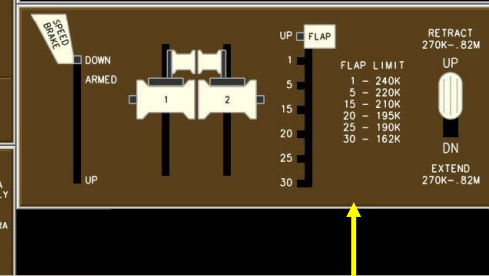 SPEED
BRAKE
DOWN
ARMED
UP
1
2
UP
FLAP
1
5
15
20
25
30
FLAP LIMIT
1 - 240K
5 - 220K
15 - 210K
20 - 195K
25 - 190K
30 - 162K
RETRACT
270K-.82M
UP
DN
EXTEND
270K-.82M
A
Y
RA